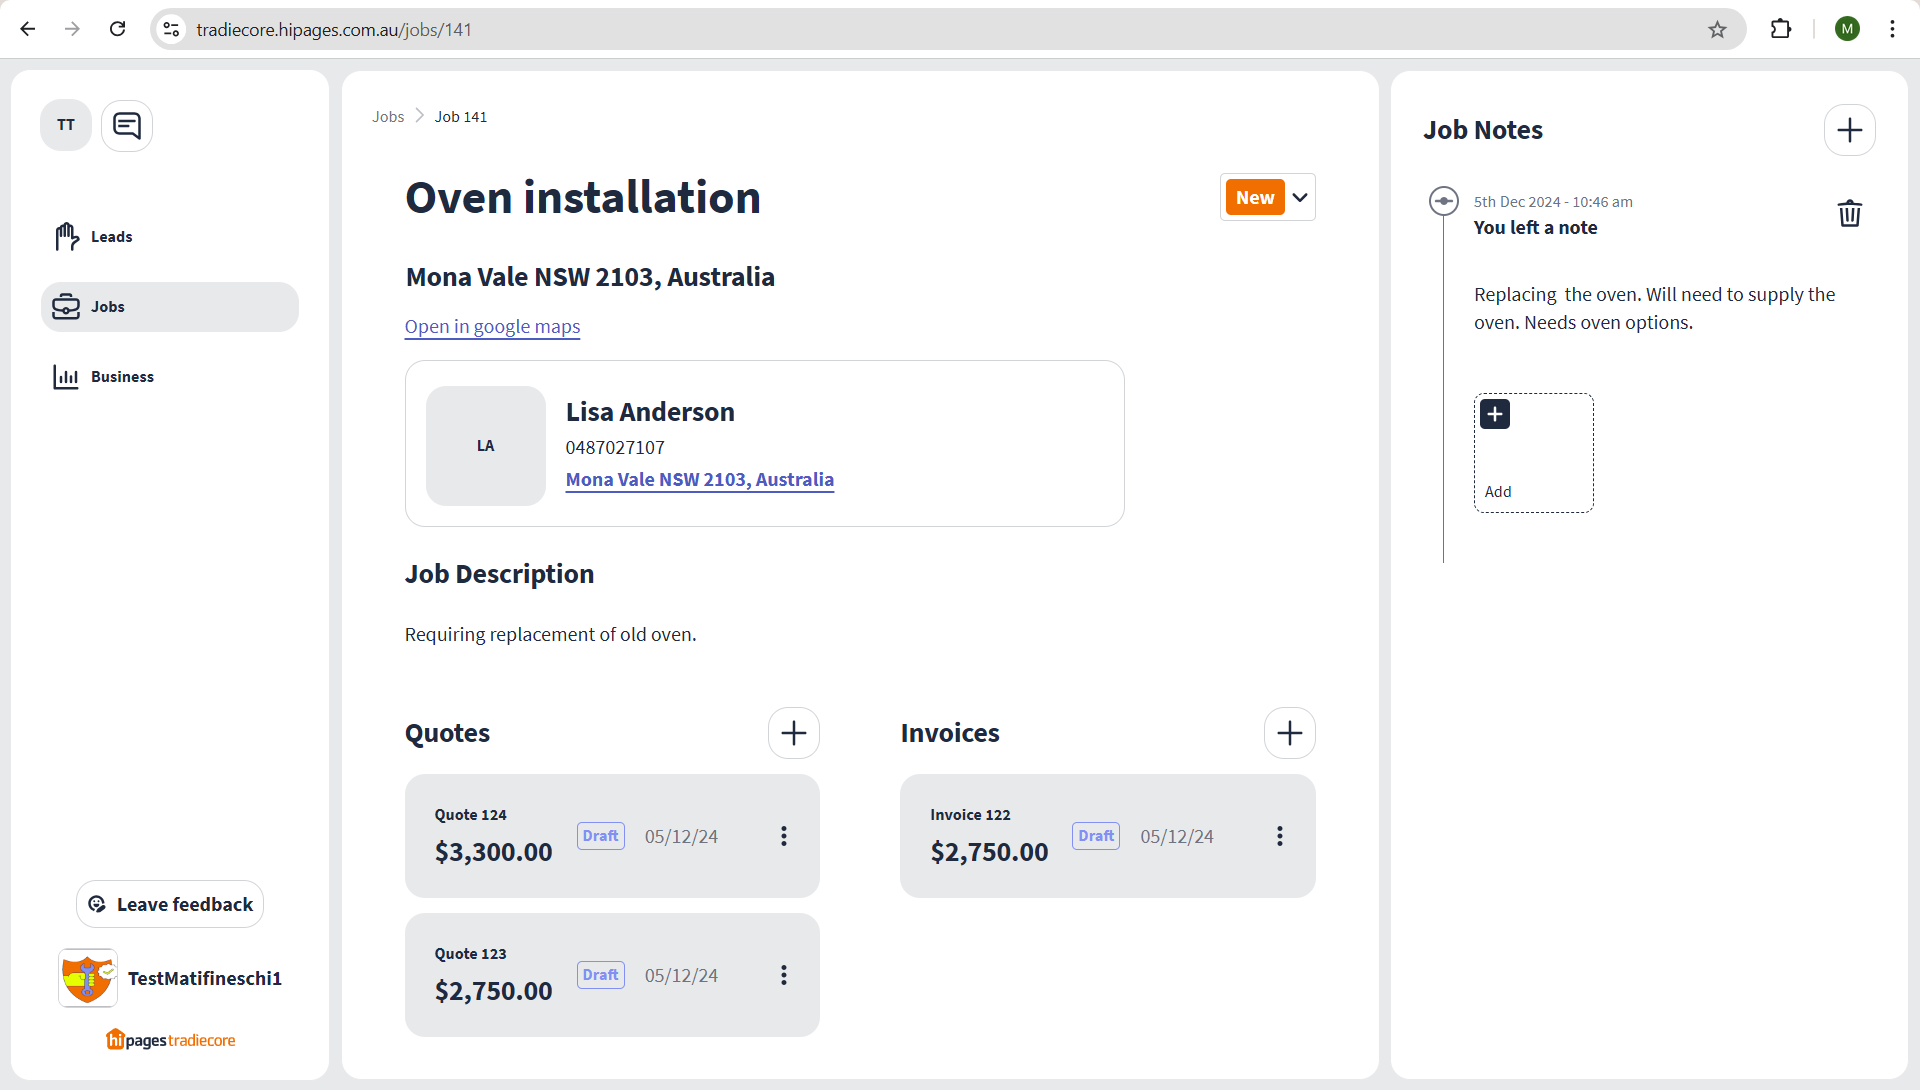 tradiecore.hipages.com.au/jobs/141
M
TT
Leads
Jobs
Business
Leave feedback
TestMatifineschi1
hipages tradiecore
Jobs
Job 141
Oven installation
New
Mona Vale NSW 2103, Australia
Open in google maps
LA
Lisa Anderson
0487027107
Mona Vale NSW 2103, Australia
Job Description
Requiring replacement of old oven.
Quotes
Quote 124
$3,300.00
Draft
05/12/24
Quote 123
$2,750.00
Draft
05/12/24
Invoices
Invoice 122
$2,750.00
Draft
05/12/24
Job Notes
5th Dec 2024 - 10:46 am
You left a note
Replacing  the oven. Will need to supply the
oven. Needs oven options.
Add